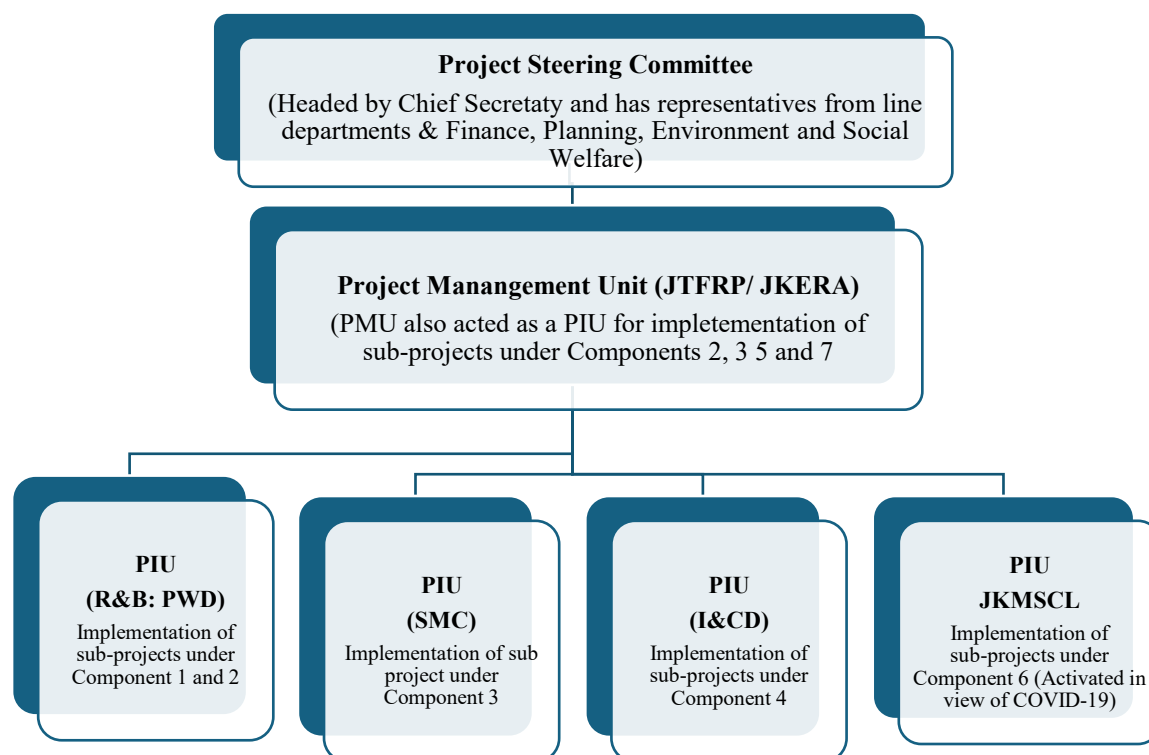 Project Steering Committee
(Headed by Chief Secretaty and has representatives from line
departments & Finance, Planning, Environment and Social
Welfare)
Project Manangement Unit (JTFRP/ JKERA)
(PMU also acted as a PIU for impletementation of
sub-projects under Components 2, 3 5 and 7
PIU
(R&B: PWD)
Implementation of
sub-projects under
Component 1 and 2
PIU
(SMC)
Implementation of sub
project under
Component 3
PIU
(I&CD)
Implementation of
sub-projects under
Component 4
PIU
JKMSCL
Implementation of
sub-projects under
Component 6 (Activated in
view of COVID-19)